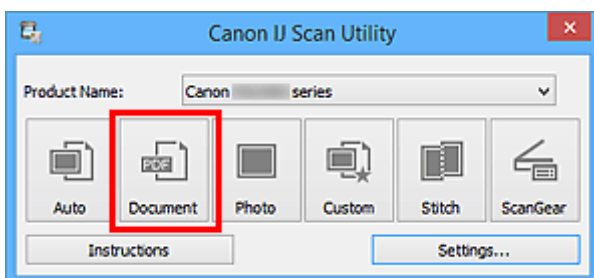 Canon IJ Scan Utility
Product Name: Canon series
PDF
Auto Document Photo Custom Stitch ScanGear
Instructions Settings...